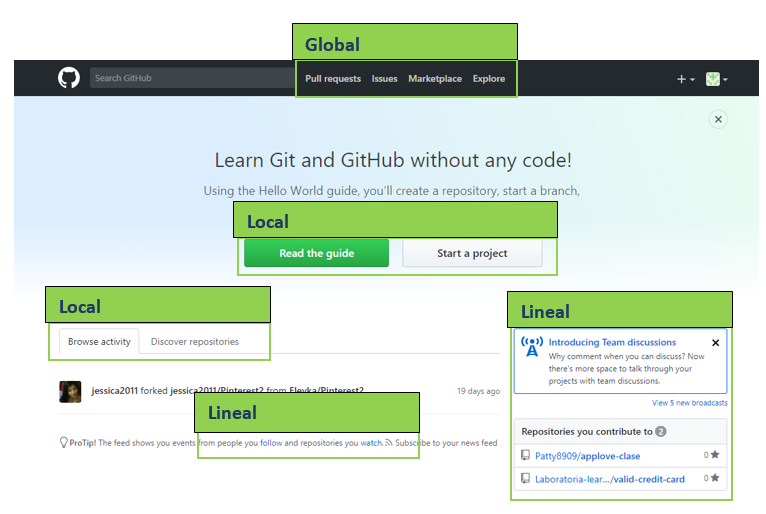 Global
Search GitHub
Pull requests Issues Marketplace Explore
Learn Git and GitHub without any code!
Using the Hello World guide, you’ll create a repository, start a branch,
Local
Read the guide Start a project
Local
Browse activity Discover repositories
jessica2011 forked jessica2011/Pinterest2 from Fleyka/Pinterest2 19 days ago
Lineal
ProTip! The feed shows you events from people you follow and repositories you watch. Subscribe to your news feed
Lineal
Introducing Team discussions
Why comment when you can discuss? Now
there's more space to talk through your
projects with team discussions.
View 5 new broadcasts
Repositories you contribute to 2
Patty8909/applove-clase 0
Laboratoria-lear.../valid-credit-card 0